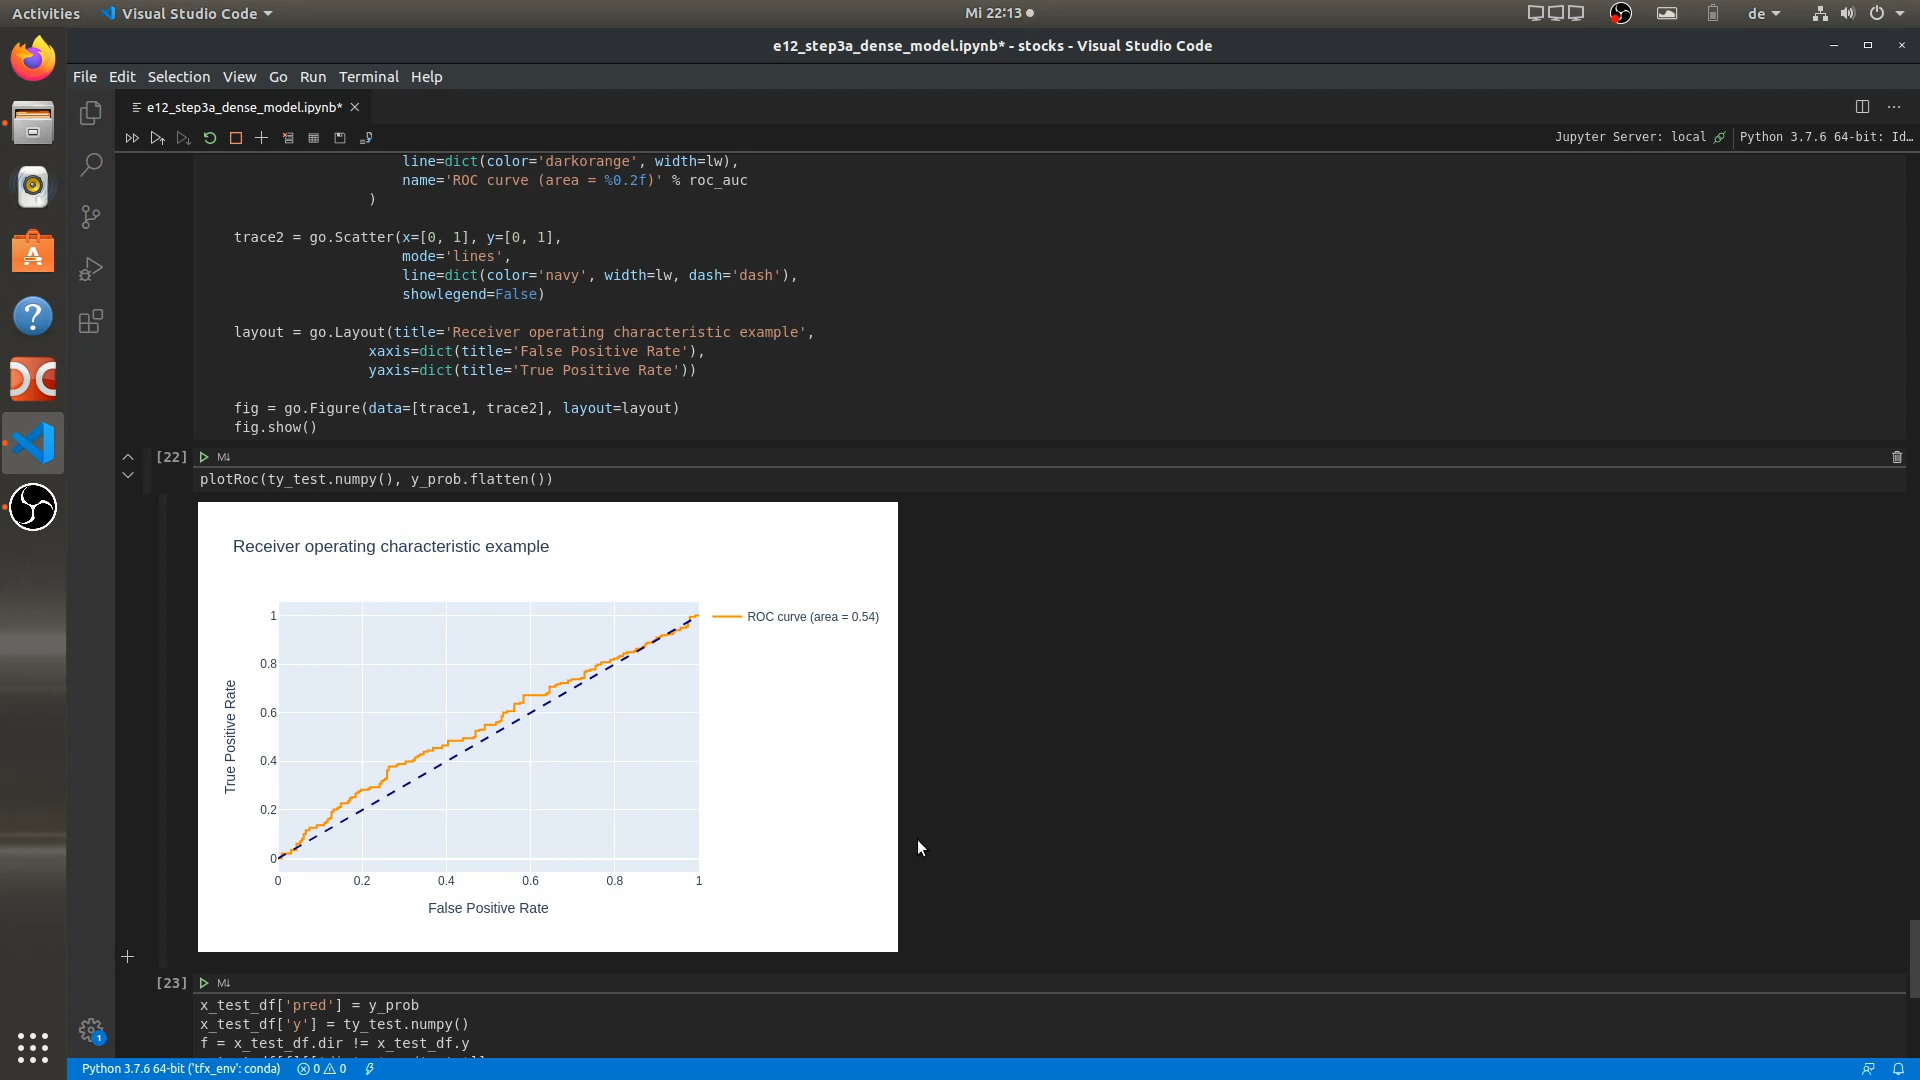 Activities
Visual Studio Code
Mi 22:13
de
e12_step3a_dense_model.ipynb* - stocks - Visual Studio Code
File Edit Selection View Go Run Terminal Help
e12_step3a_dense_model.ipynb*
Jupyter Server: local
Python 3.7.6 64-bit: Id...
line=dict(color='darkorange', width=lw),
name='ROC curve (area = %0.2f)' % roc_auc
)
trace2 = go.Scatter(x=[0, 1], y=[0, 1],
mode='lines',
line=dict(color='navy', width=lw, dash='dash'),
showlegend=False)
layout = go.Layout(title='Receiver operating characteristic example',
xaxis=dict(title='False Positive Rate'),
yaxis=dict(title='True Positive Rate'))
fig = go.Figure(data=[trace1, trace2], layout=layout)
fig.show()
[22]
M↓
plotRoc(ty_test.numpy(), y_prob.flatten())
Receiver operating characteristic example
ROC curve (area = 0.54)
True Positive Rate
1
0.8
0.6
0.4
0.2
0
0 0.2 0.4 0.6 0.8 1
False Positive Rate
[23]
M↓
x_test_df['pred'] = y_prob
x_test_df['y'] = ty_test.numpy()
f = x_test_df.dir != x_test_df.y
1
Python 3.7.6 64-bit ('tfx_env': conda)
0
0